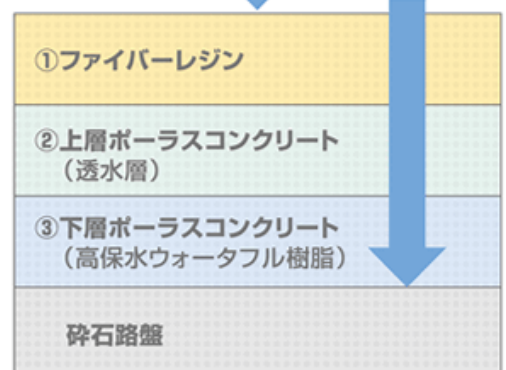 ①ファイバーレジン
②上層ポーラスコンクリート
（透水層）
③下層ポーラスコンクリート
（高保水ウォータフル樹脂）
砕石路盤